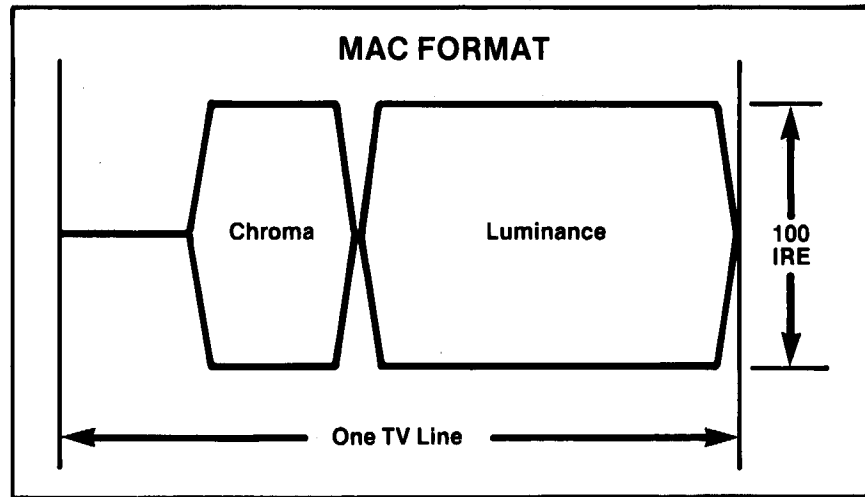 MAC FORMAT
Chroma
Luminance
100
IRE
One TV Line